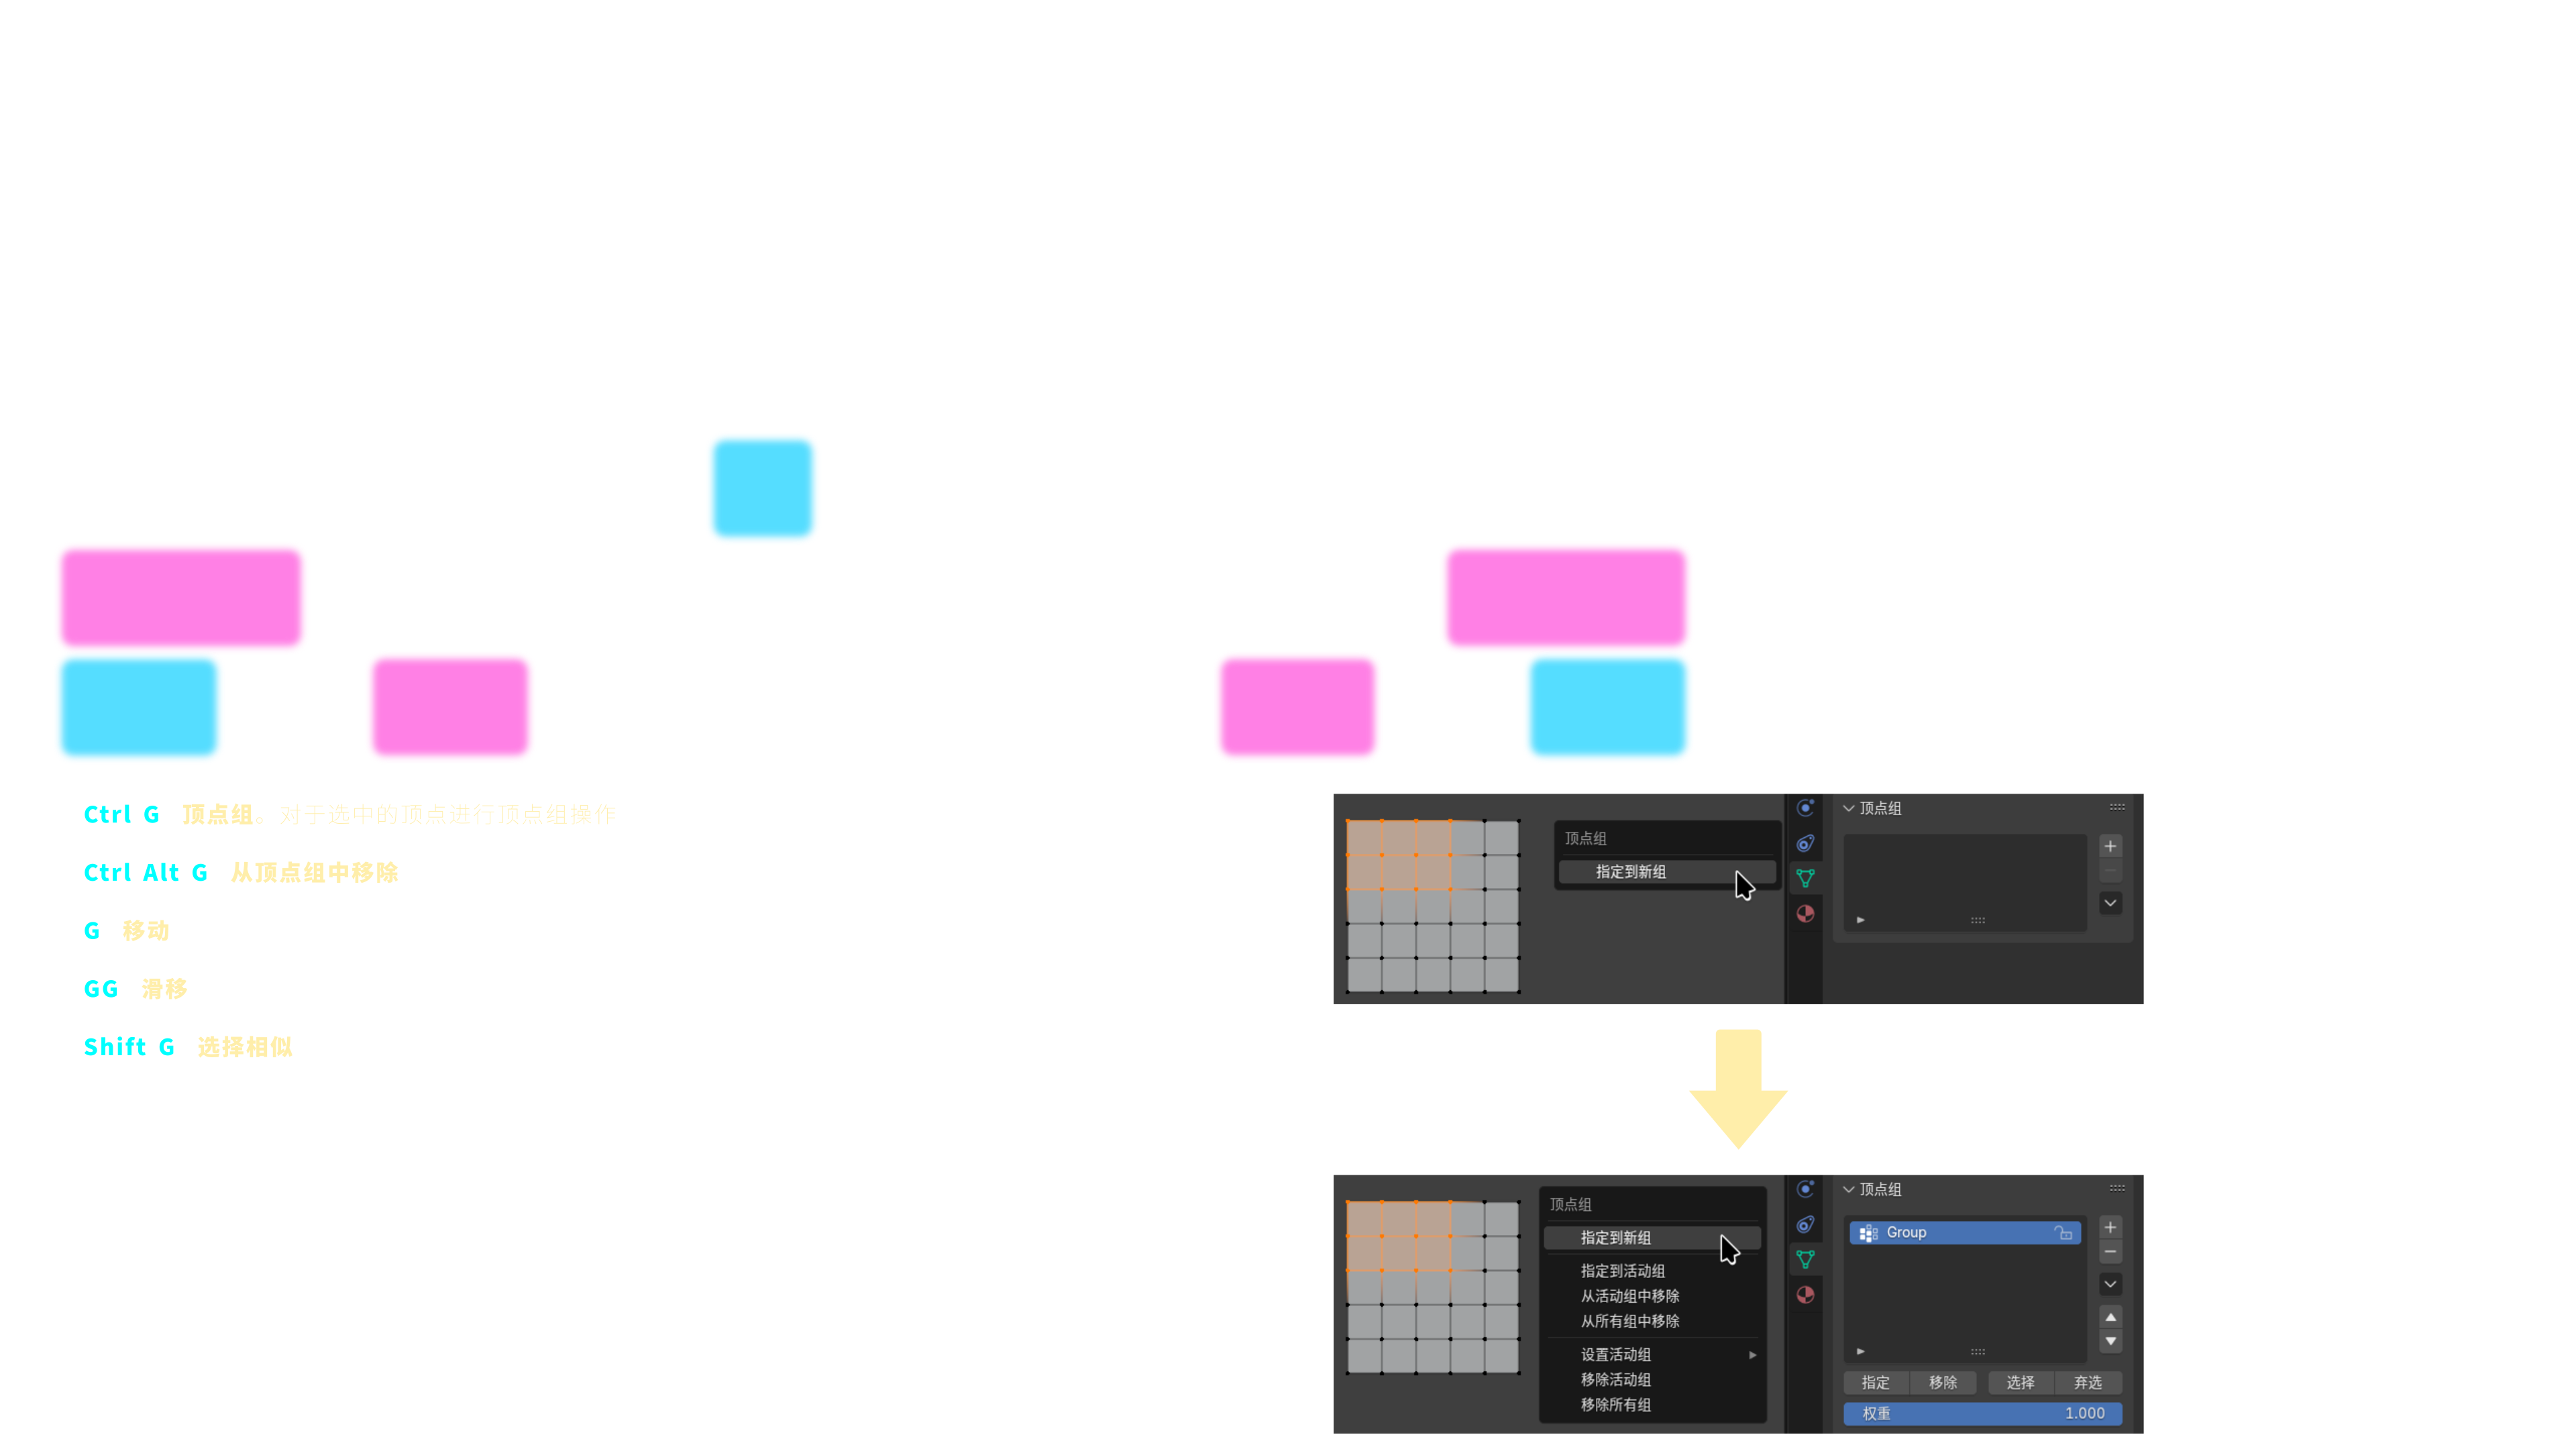 Ctrl G 顶点组。对于选中的顶点进行顶点组操作
Ctrl Alt G 从顶点组中移除
G 移动
GG 滑移
Shift G 选择相似
顶点组
指定到新组
顶点组
顶点组
指定到新组
指定到活动组
从活动组中移除
从所有组中移除
设置活动组
移除活动组
移除所有组
顶点组
Group
指定 移除 选择 弃选
权重 1.000